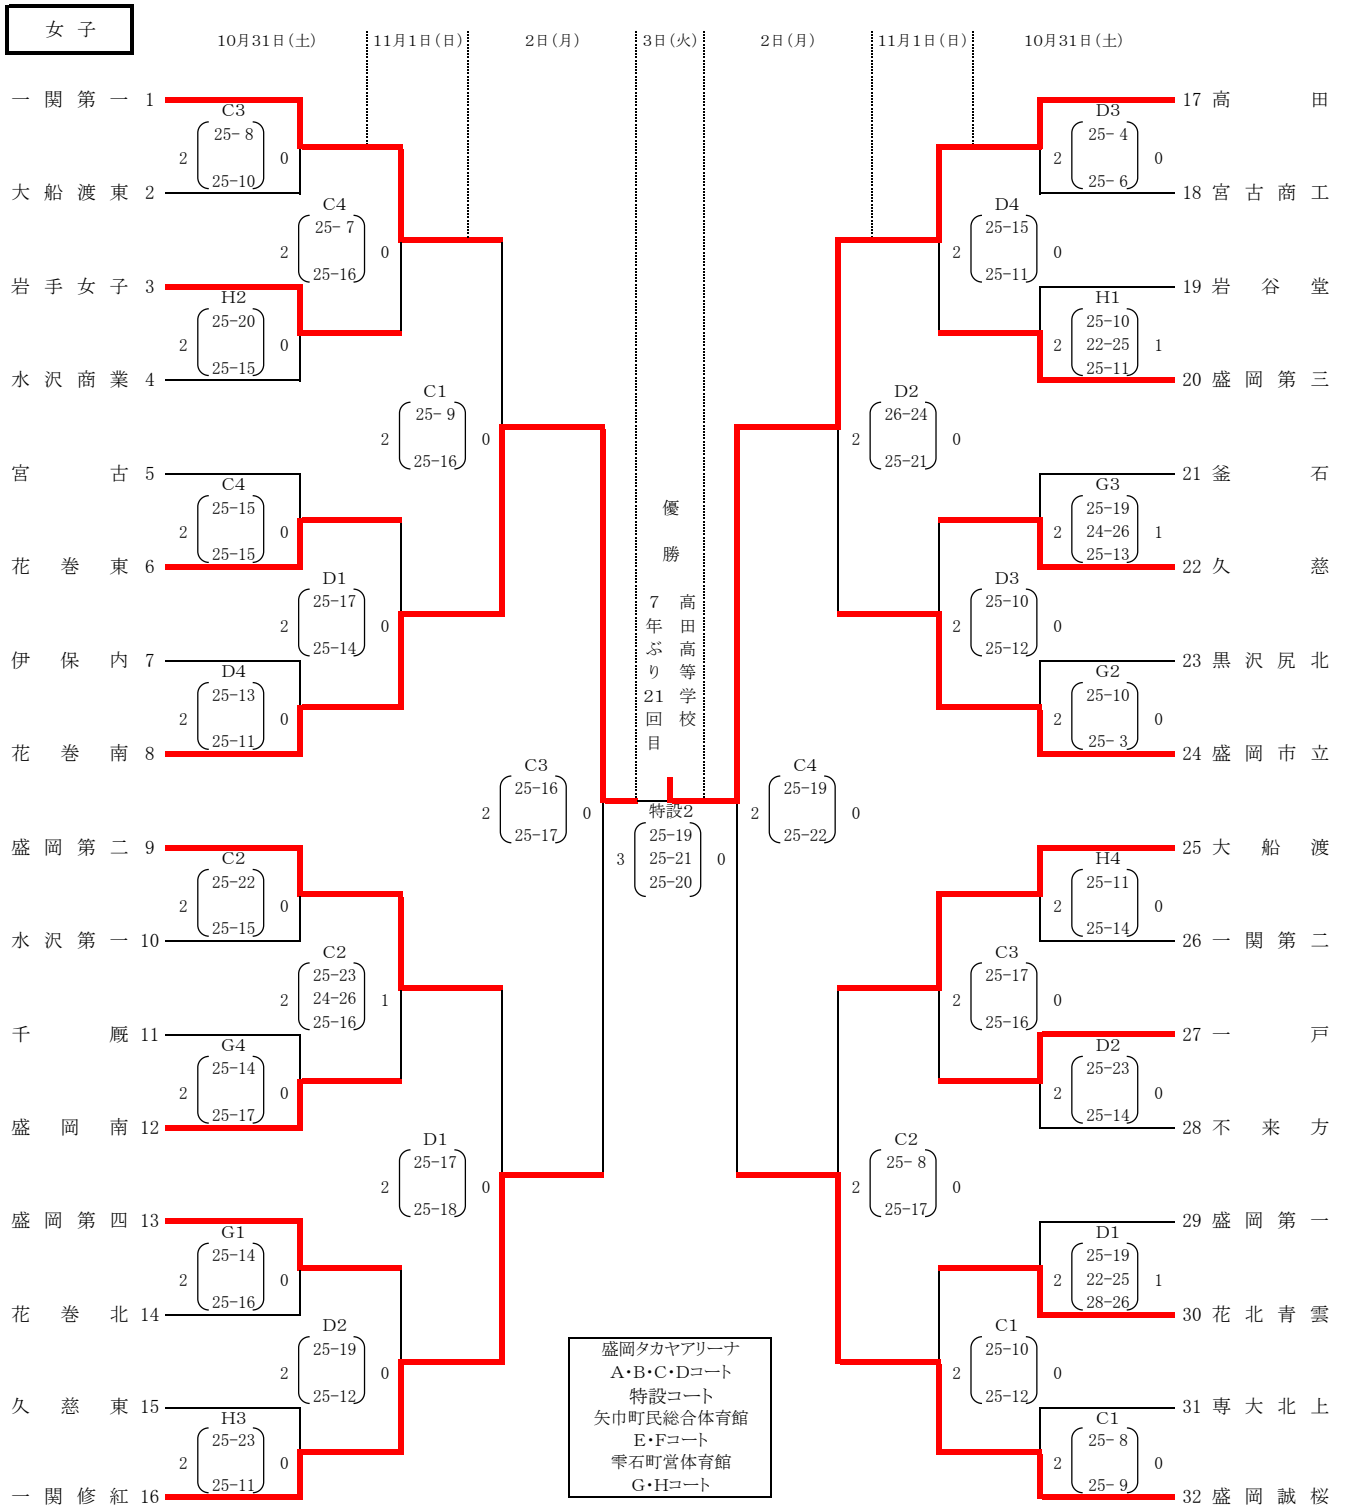 女子
10月31日(土) 11月1日(日) 2日(月) 3日(火) 2日(月) 11月1日(日) 10月31日(土)
一関第一 1
C3
25- 8
2 0
25-10
大船渡東 2
C4
25- 7
2 0
25-16
岩手女子 3
H2
25-20
2 0
25-15
水沢商業 4
C1
25- 9
2 0
25-16
宮古 5
C4
25-15
2 0
25-15
花巻東 6
D1
25-17
2 0
25-14
伊保内 7
D4
25-13
2 0
25-11
花巻南 8
C3
25-16
2 0
25-17
盛岡第二 9
C2
25-22
2 0
25-15
水沢第一 10
C2
25-23
2 24-26 1
25-16
千厩 11
G4
25-14
2 0
25-17
盛岡南 12
D1
25-17
2 0
25-18
盛岡第四 13
G1
25-14
2 0
25-16
花巻北 14
D2
25-19
2 0
25-12
久慈東 15
H3
25-23
2 0
25-11
一関修紅 16
優勝
高田高等学校
7年ぶり21回目
特設2
25-19
3 25-21 0
25-20
盛岡タカヤアリーナ
A・B・C・Dコート
特設コート
矢巾町民総合体育館
E・Fコート
雫石町営体育館
G・Hコート
17 高田
D3
25- 4
2 0
25- 6
18 宮古商工
D4
25-15
2 0
25-11
19 岩谷堂
H1
25-10
2 22-25 1
25-11
20 盛岡第三
D2
26-24
2 0
25-21
21 釜石
G3
25-19
2 24-26 1
25-13
22 久慈
D3
25-10
2 0
25-12
23 黒沢尻北
G2
25-10
2 0
25- 3
24 盛岡市立
C4
25-19
2 0
25-22
25 大船渡
H4
25-11
2 0
25-14
26 一関第二
C3
25-17
2 0
25-16
27 一戸
D2
25-23
2 0
25-14
28 不来方
C2
25- 8
2 0
25-17
29 盛岡第一
D1
25-19
2 22-25 1
28-26
30 花北青雲
C1
25-10
2 0
25-12
31 専大北上
C1
25- 8
2 0
25- 9
32 盛岡誠桜